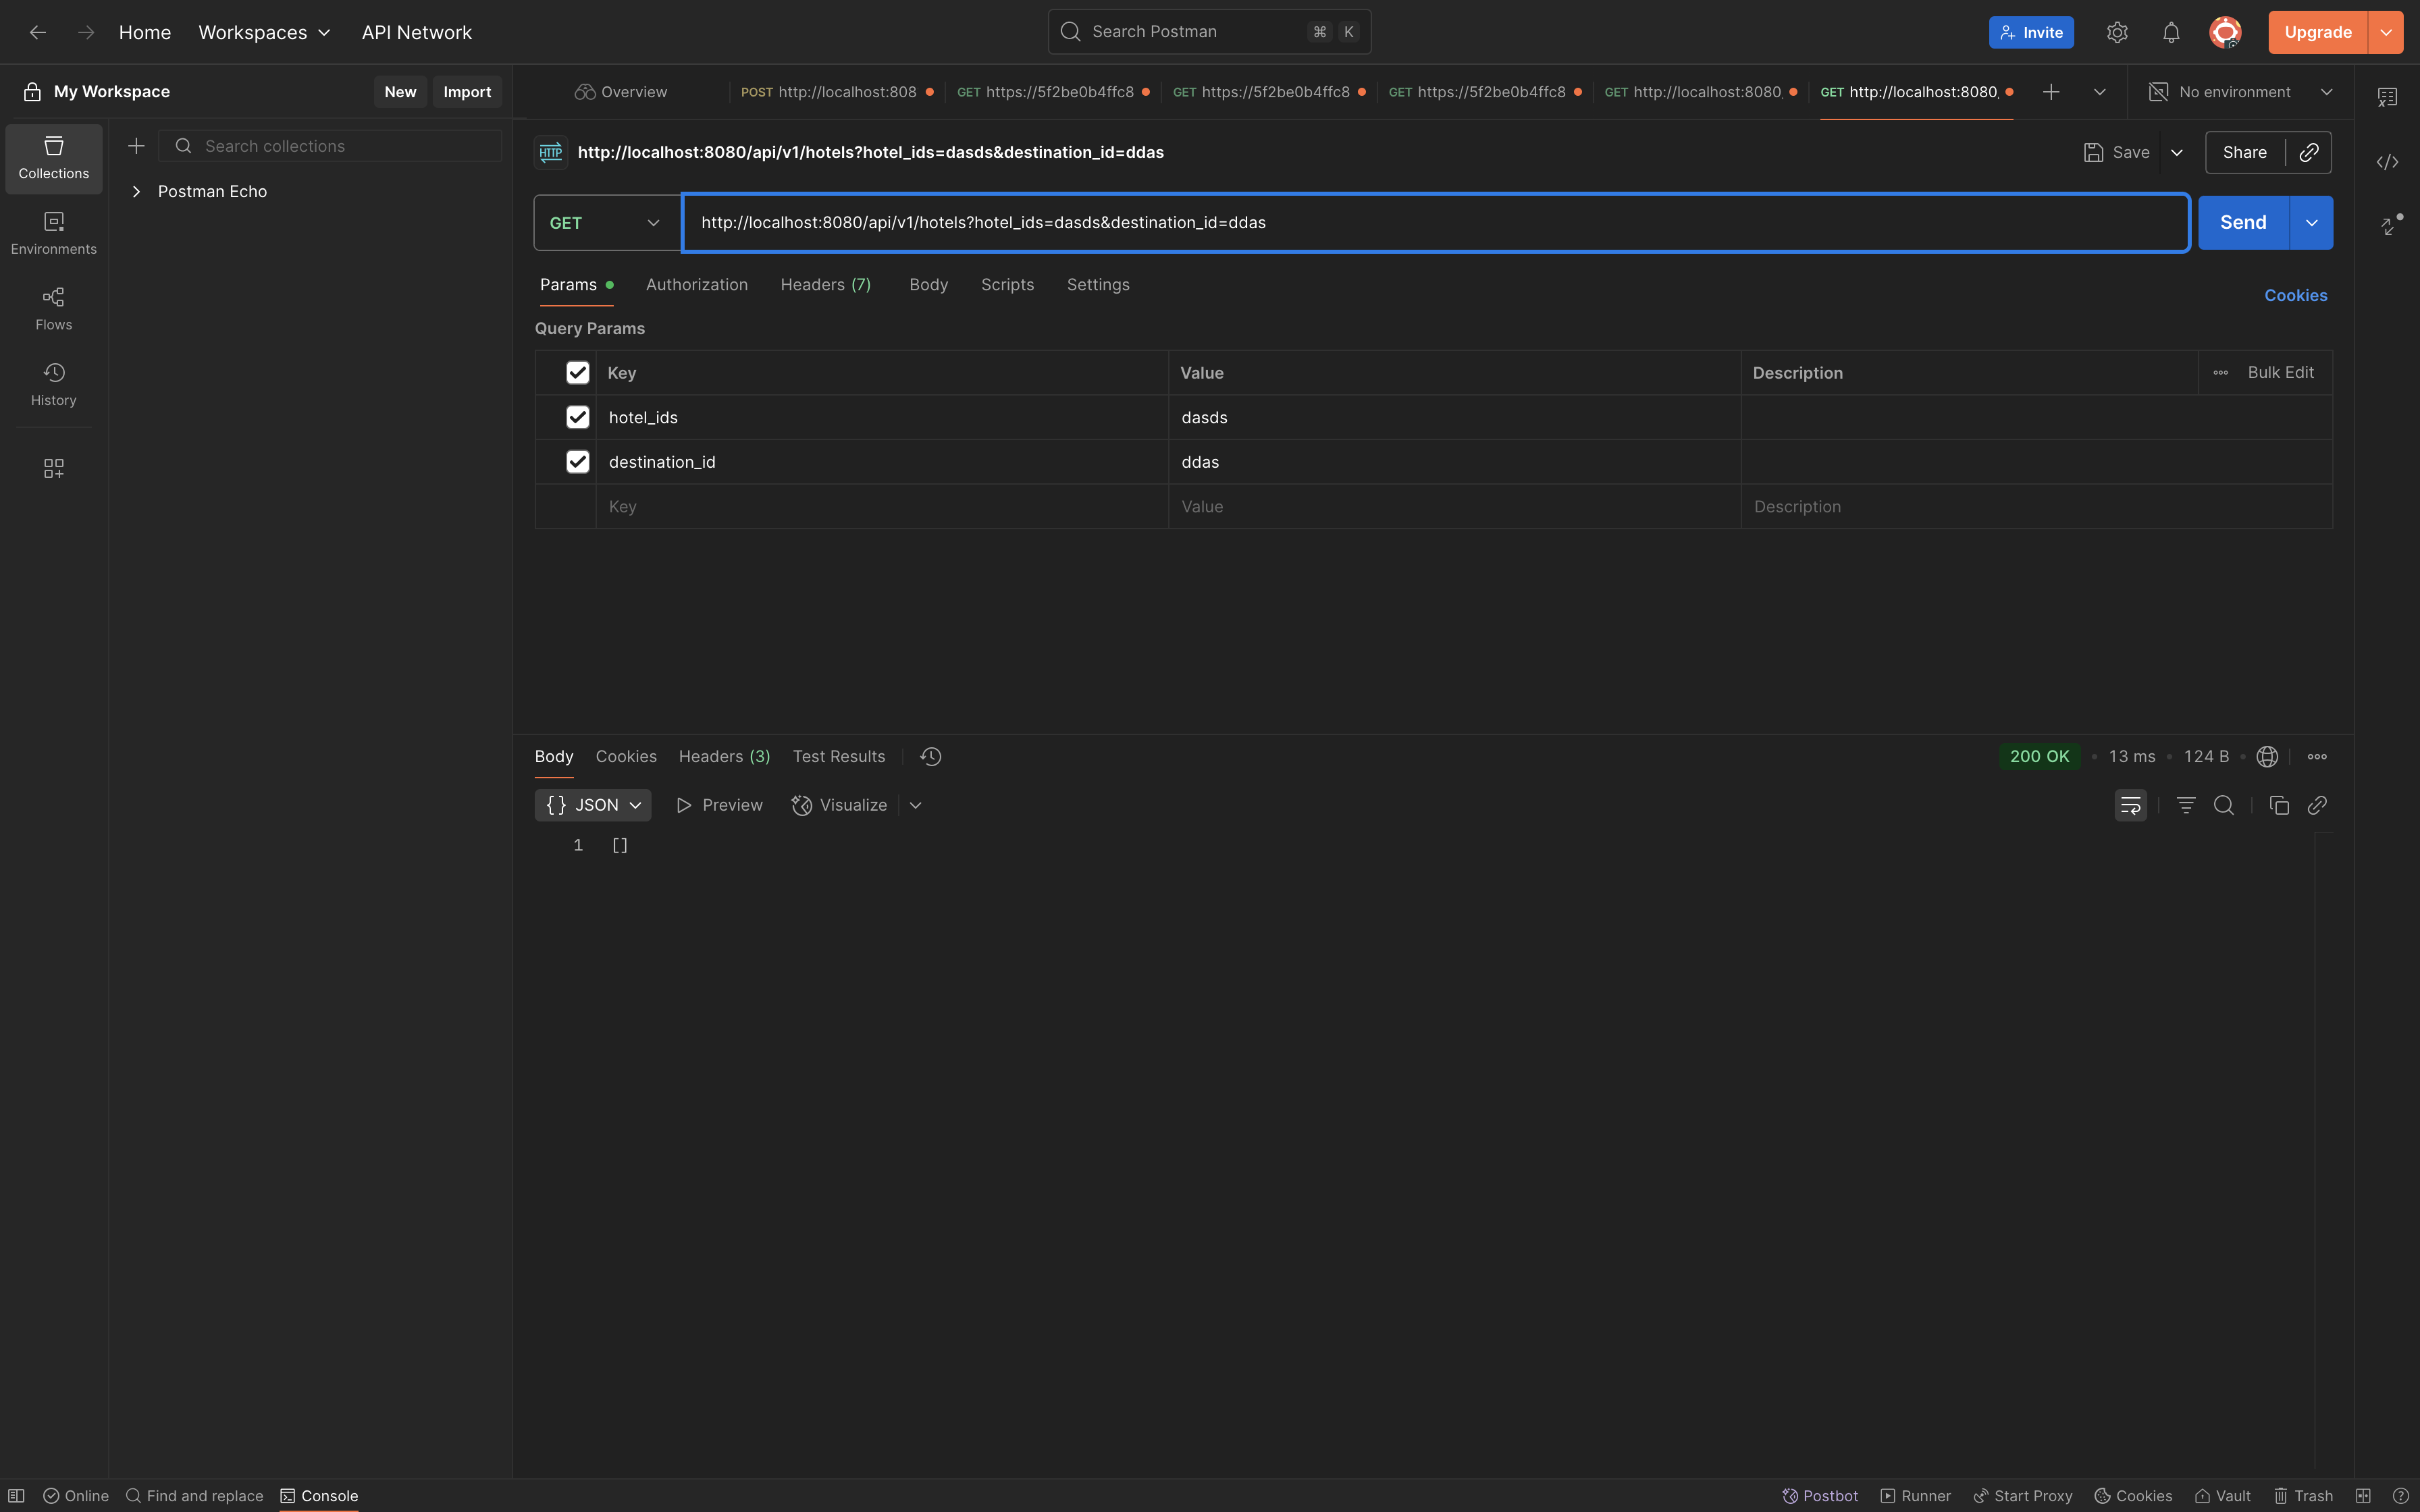 Home Workspaces API Network Search Postman ⌘ K Invite Upgrade
My Workspace New Import Overview POST http://localhost:808 GET https://5f2be0b4ffc8 GET https://5f2be0b4ffc8 GET https://5f2be0b4ffc8 GET http://localhost:8080, GET http://localhost:8080, No environment
Collections
Environments
Flows
History
Search collections
Postman Echo
HTTP http://localhost:8080/api/v1/hotels?hotel_ids=dasds&destination_id=ddas Save Share
GET http://localhost:8080/api/v1/hotels?hotel_ids=dasds&destination_id=ddas Send
Params Authorization Headers (7) Body Scripts Settings Cookies
Query Params
Key Value Description Bulk Edit
hotel_ids dasds
destination_id ddas
Key Value Description
Body Cookies Headers (3) Test Results 200 OK • 13 ms • 124 B •
{} JSON Preview Visualize
1 []
Online Find and replace Console Postbot Runner Start Proxy Cookies Vault Trash